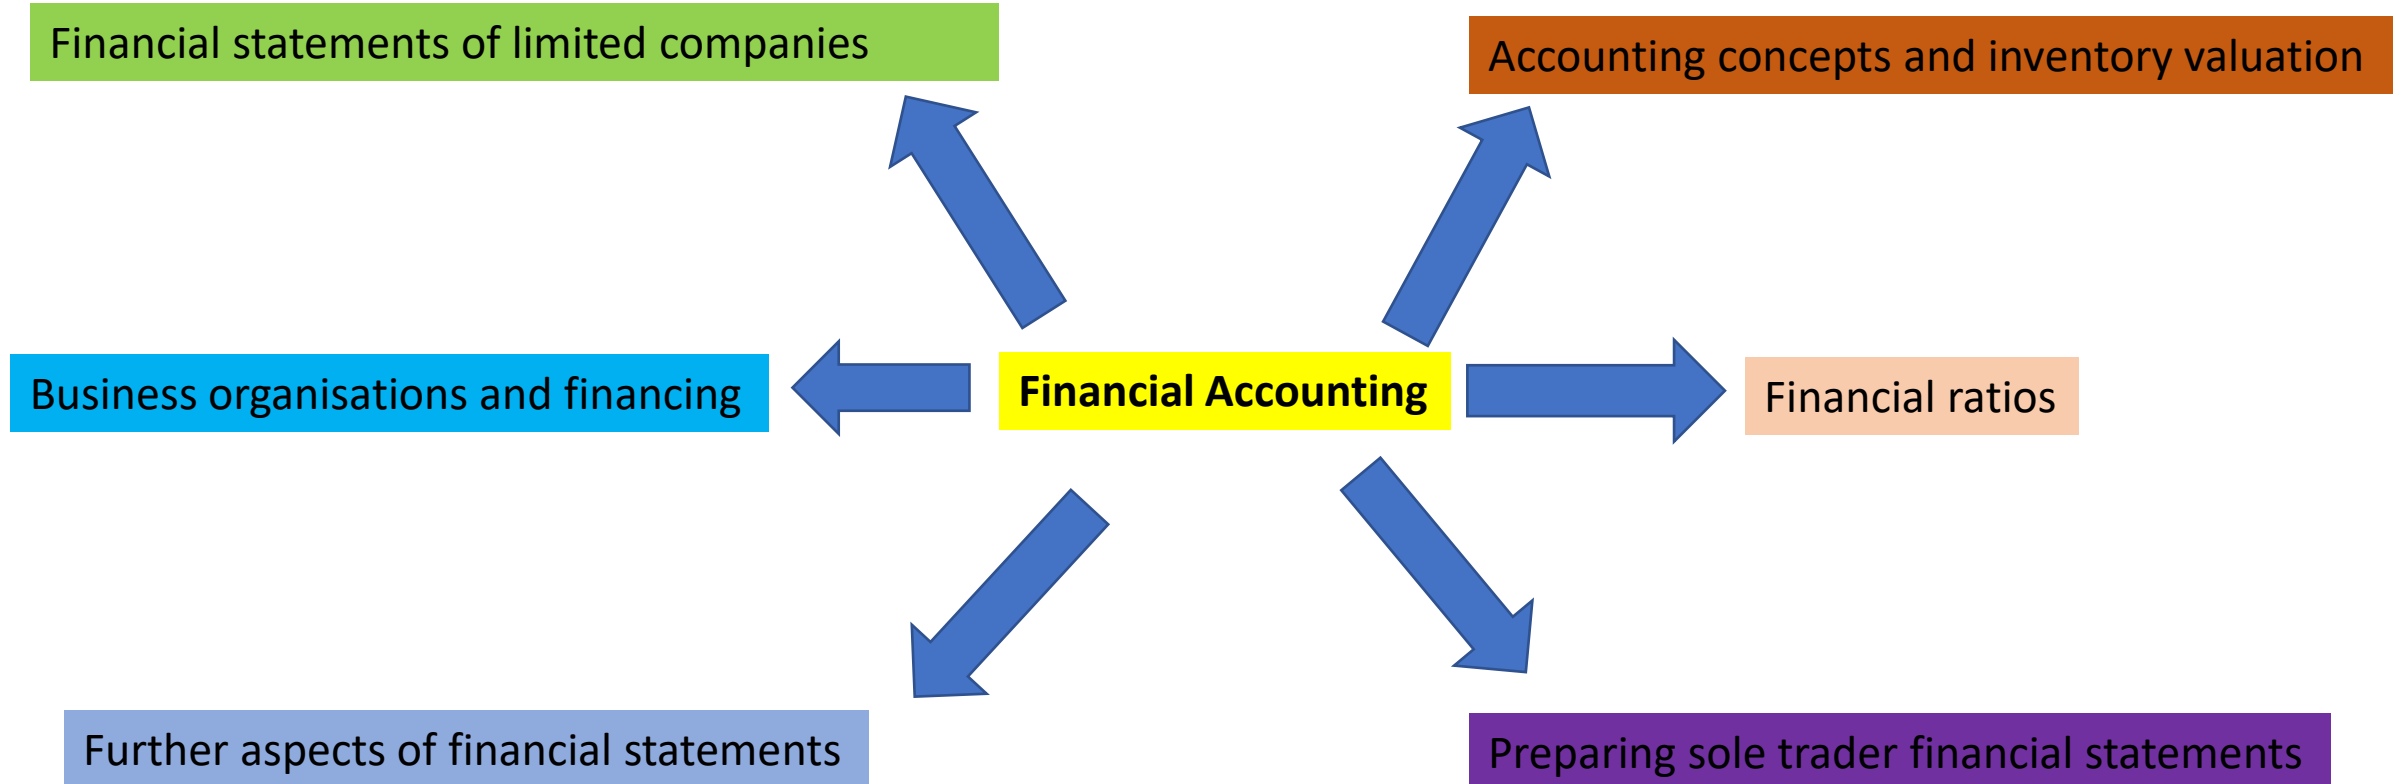 Financial statements of limited companies
Accounting concepts and inventory valuation
Business organisations and financing
Financial Accounting
Financial ratios
Further aspects of financial statements
Preparing sole trader financial statements